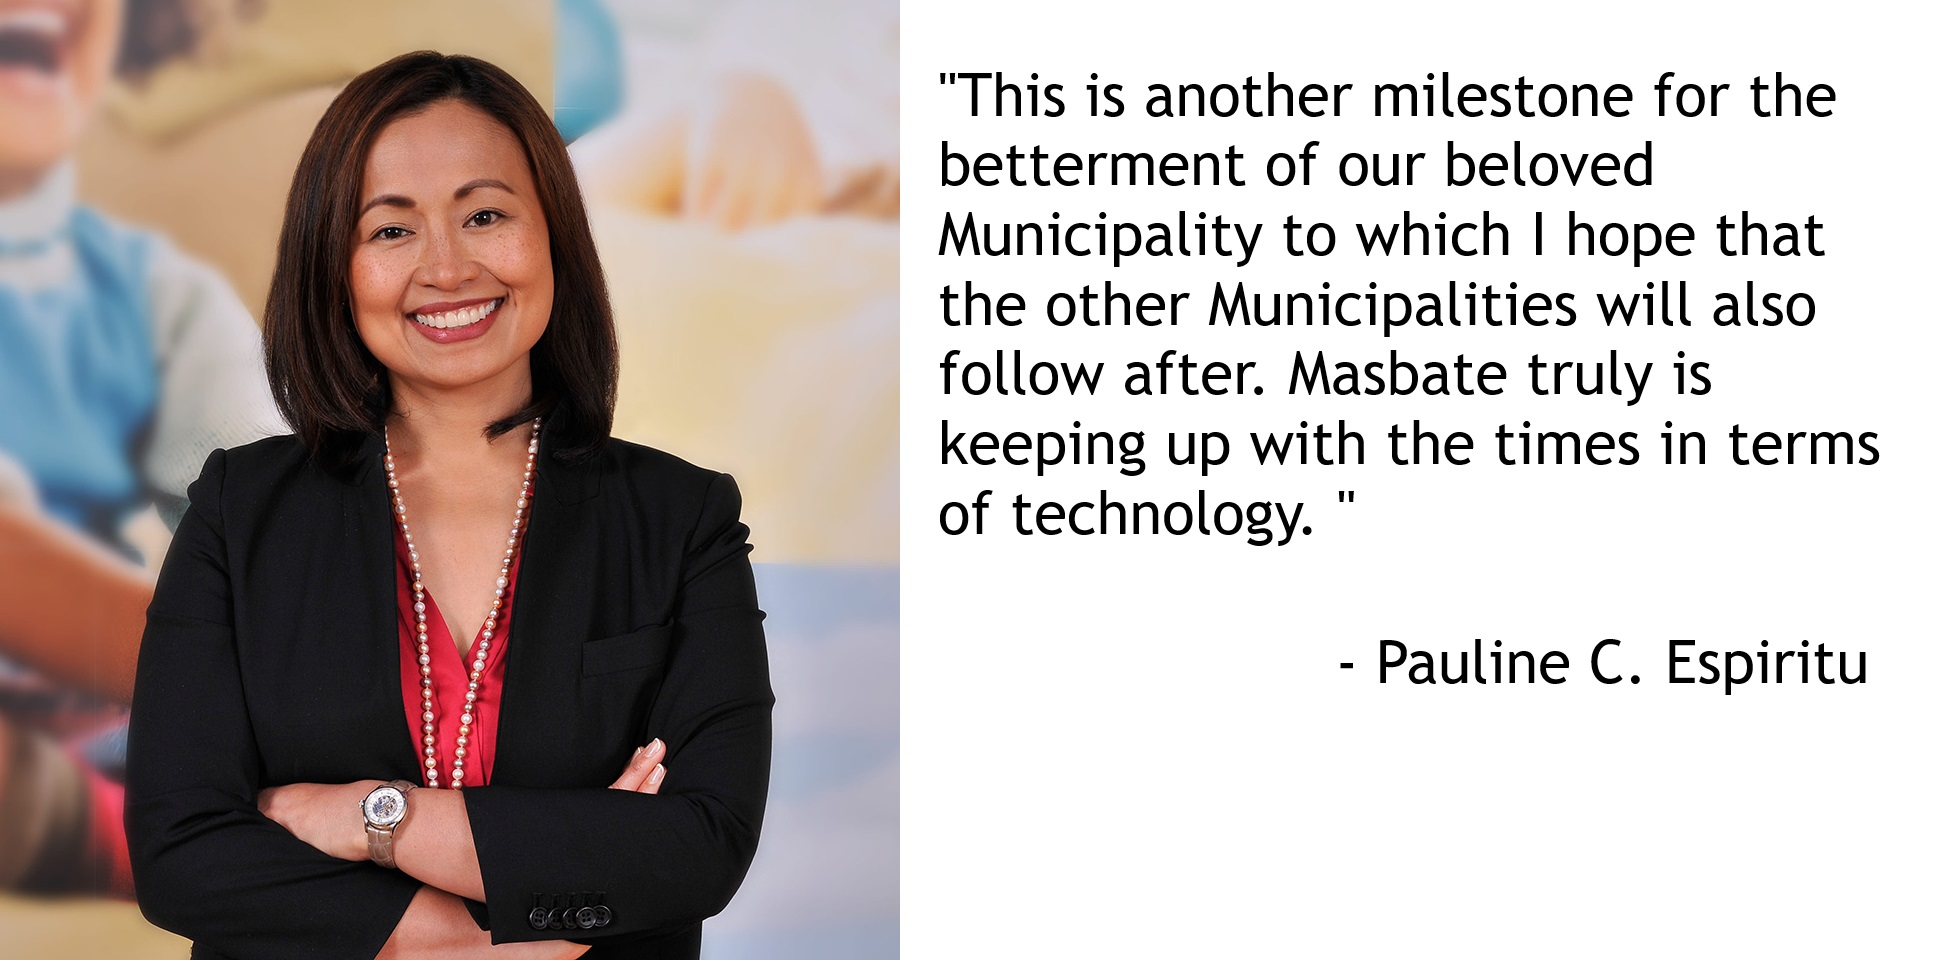 "This is another milestone for the
betterment of our beloved
Municipality to which I hope that
the other Municipalities will also
follow after. Masbate truly is
keeping up with the times in terms
of technology. "
- Pauline C. Espiritu